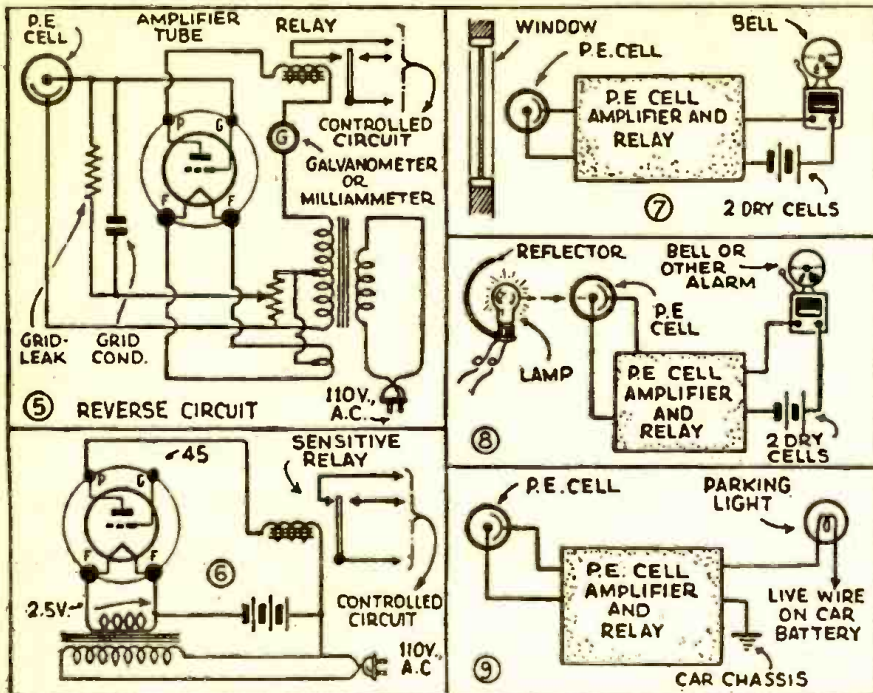 P.E.
CELL
AMPLIFIER
TUBE
RELAY
P
G
F
F
CONTROLLED
CIRCUIT
G
GALVANOMETER
OR
MILLIAMMETER
GRID-
LEAK
GRID
COND.
110V.,
A.C.
⑤ REVERSE CIRCUIT
45
SENSITIVE
RELAY
P
G
F
F
⑥
2.5V.
CONTROLLED
CIRCUIT
110V.,
A.C
WINDOW
P.E.CELL
BELL
P.E CELL
AMPLIFIER AND
RELAY
⑦
2 DRY CELLS
REFLECTOR
BELL OR
OTHER
ALARM
P.E
CELL
LAMP
P.E CELL
AMPLIFIER
AND
RELAY
⑧
2 DRY
CELLS
P.E.CELL
PARKING
LIGHT
P.E. CELL
AMPLIFIER
AND
RELAY
LIVE WIRE
ON CAR
BATTERY
⑨
CAR CHASSIS